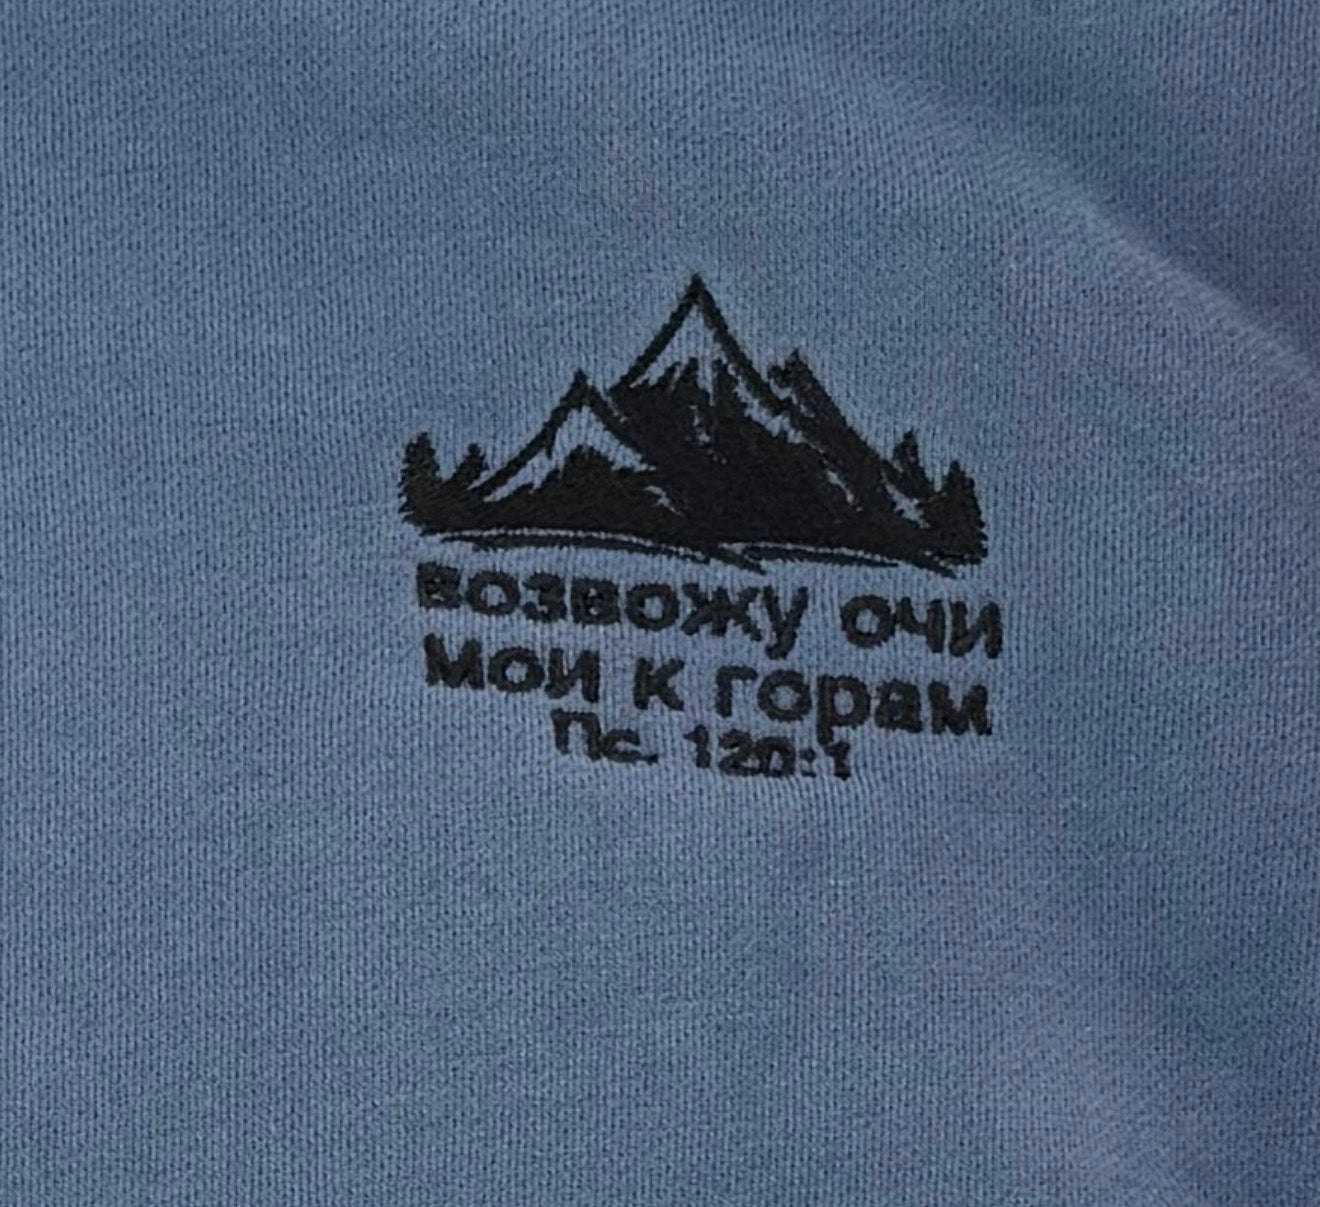 возвожу очи
мои к горам
Пс. 120:1